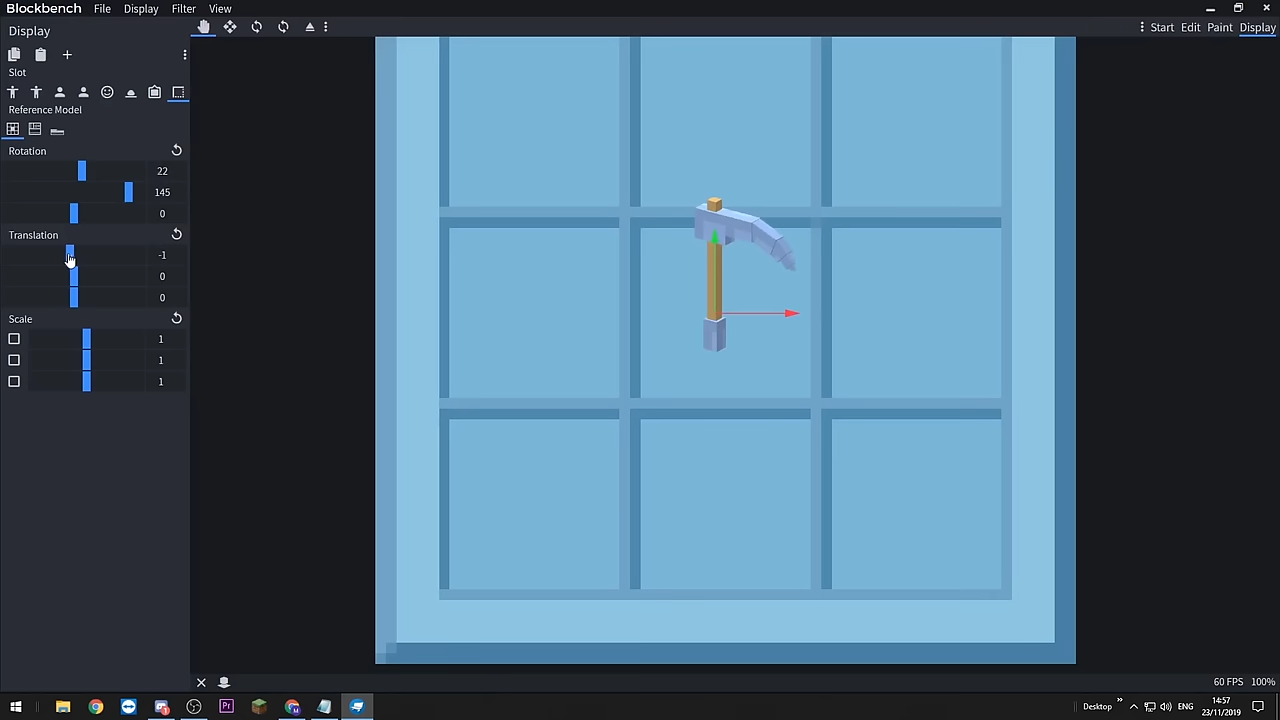 Blockbench File Display Filter View
Display
Start Edit Paint Display
Slot
Reference Model
Rotation
22
145
0
Translation
-1
0
0
Scale
1
1
1
60 FPS 100%
Desktop » ENG 14:57 23/11/2019